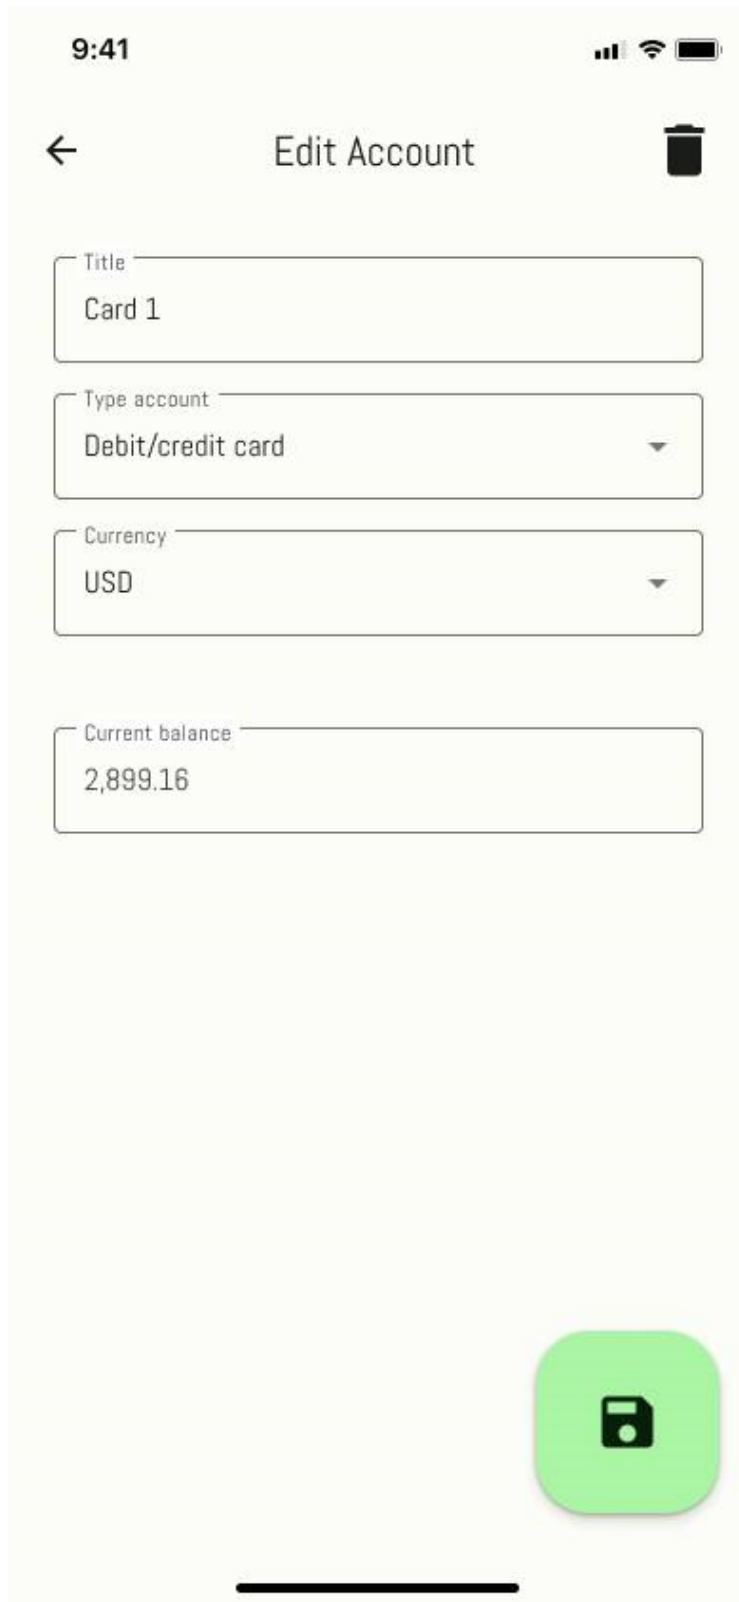 9:41
Edit Account
Title
Card 1
Type account
Debit/credit card
Currency
USD
Current balance
2,899.16